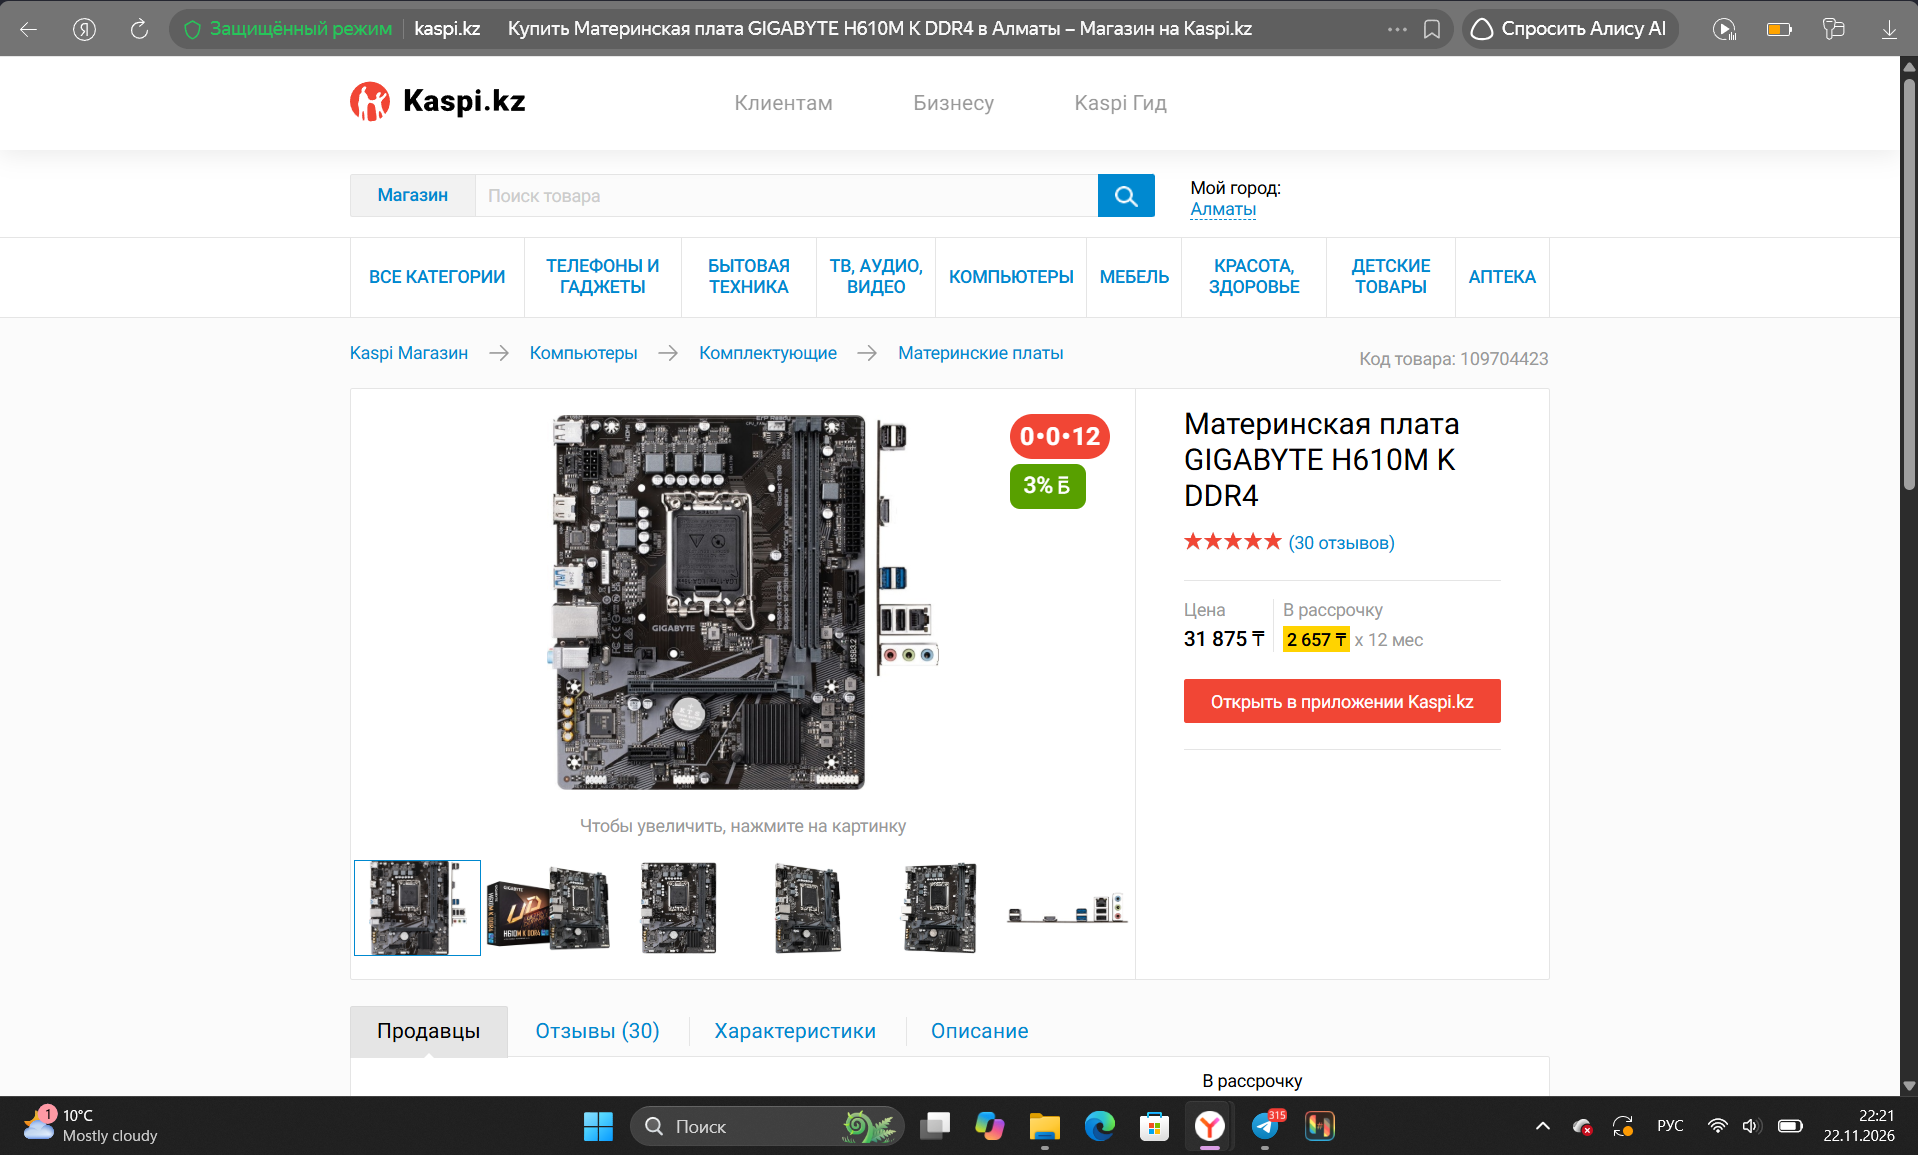 Защищённый режим
kaspi.kz
Купить Материнская плата GIGABYTE H610M K DDR4 в Алматы – Магазин на Kaspi.kz
Спросить Алису AI
Kaspi.kz
Клиентам
Бизнесу
Kaspi Гид
Магазин
Поиск товара
Мой город:
Алматы
ВСЕ КАТЕГОРИИ
ТЕЛЕФОНЫ И
ГАДЖЕТЫ
БЫТОВАЯ
ТЕХНИКА
ТВ, АУДИО,
ВИДЕО
КОМПЬЮТЕРЫ
МЕБЕЛЬ
КРАСОТА,
ЗДОРОВЬЕ
ДЕТСКИЕ
ТОВАРЫ
АПТЕКА
Kaspi Магазин
Компьютеры
Комплектующие
Материнские платы
Код товара: 109704423
0•0•12
3% Б
GIGABYTE
Материнская плата
GIGABYTE H610M K
DDR4
(30 отзывов)
Цена
31 875 ₸
В рассрочку
2 657 ₸ x 12 мес
Открыть в приложении Kaspi.kz
Чтобы увеличить, нажмите на картинку
H610M K DDR4
Продавцы
Отзывы (30)
Характеристики
Описание
В рассрочку
1
10°C
Mostly cloudy
Поиск
315
РУС
22:21
22.11.2026